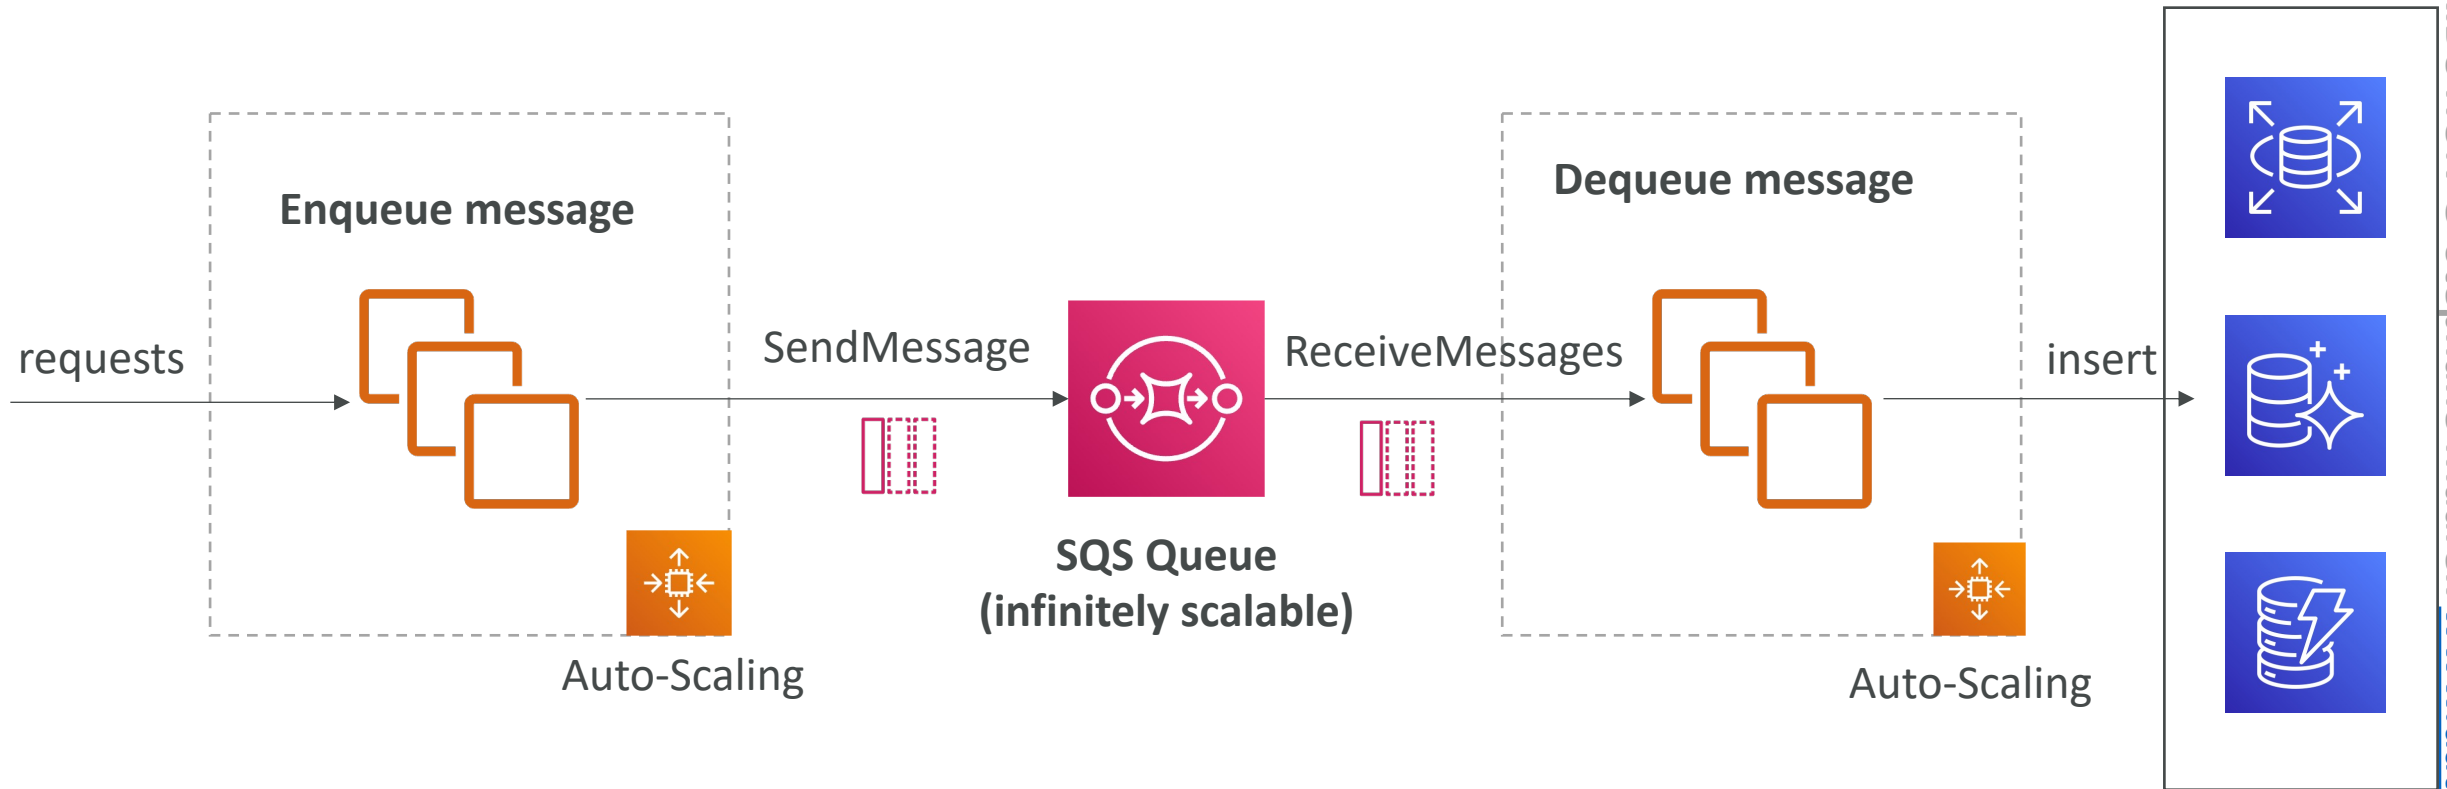 Enqueue message
Dequeue message
requests
SendMessage
ReceiveMessages
insert
SQS Queue
(infinitely scalable)
Auto-Scaling
Auto-Scaling